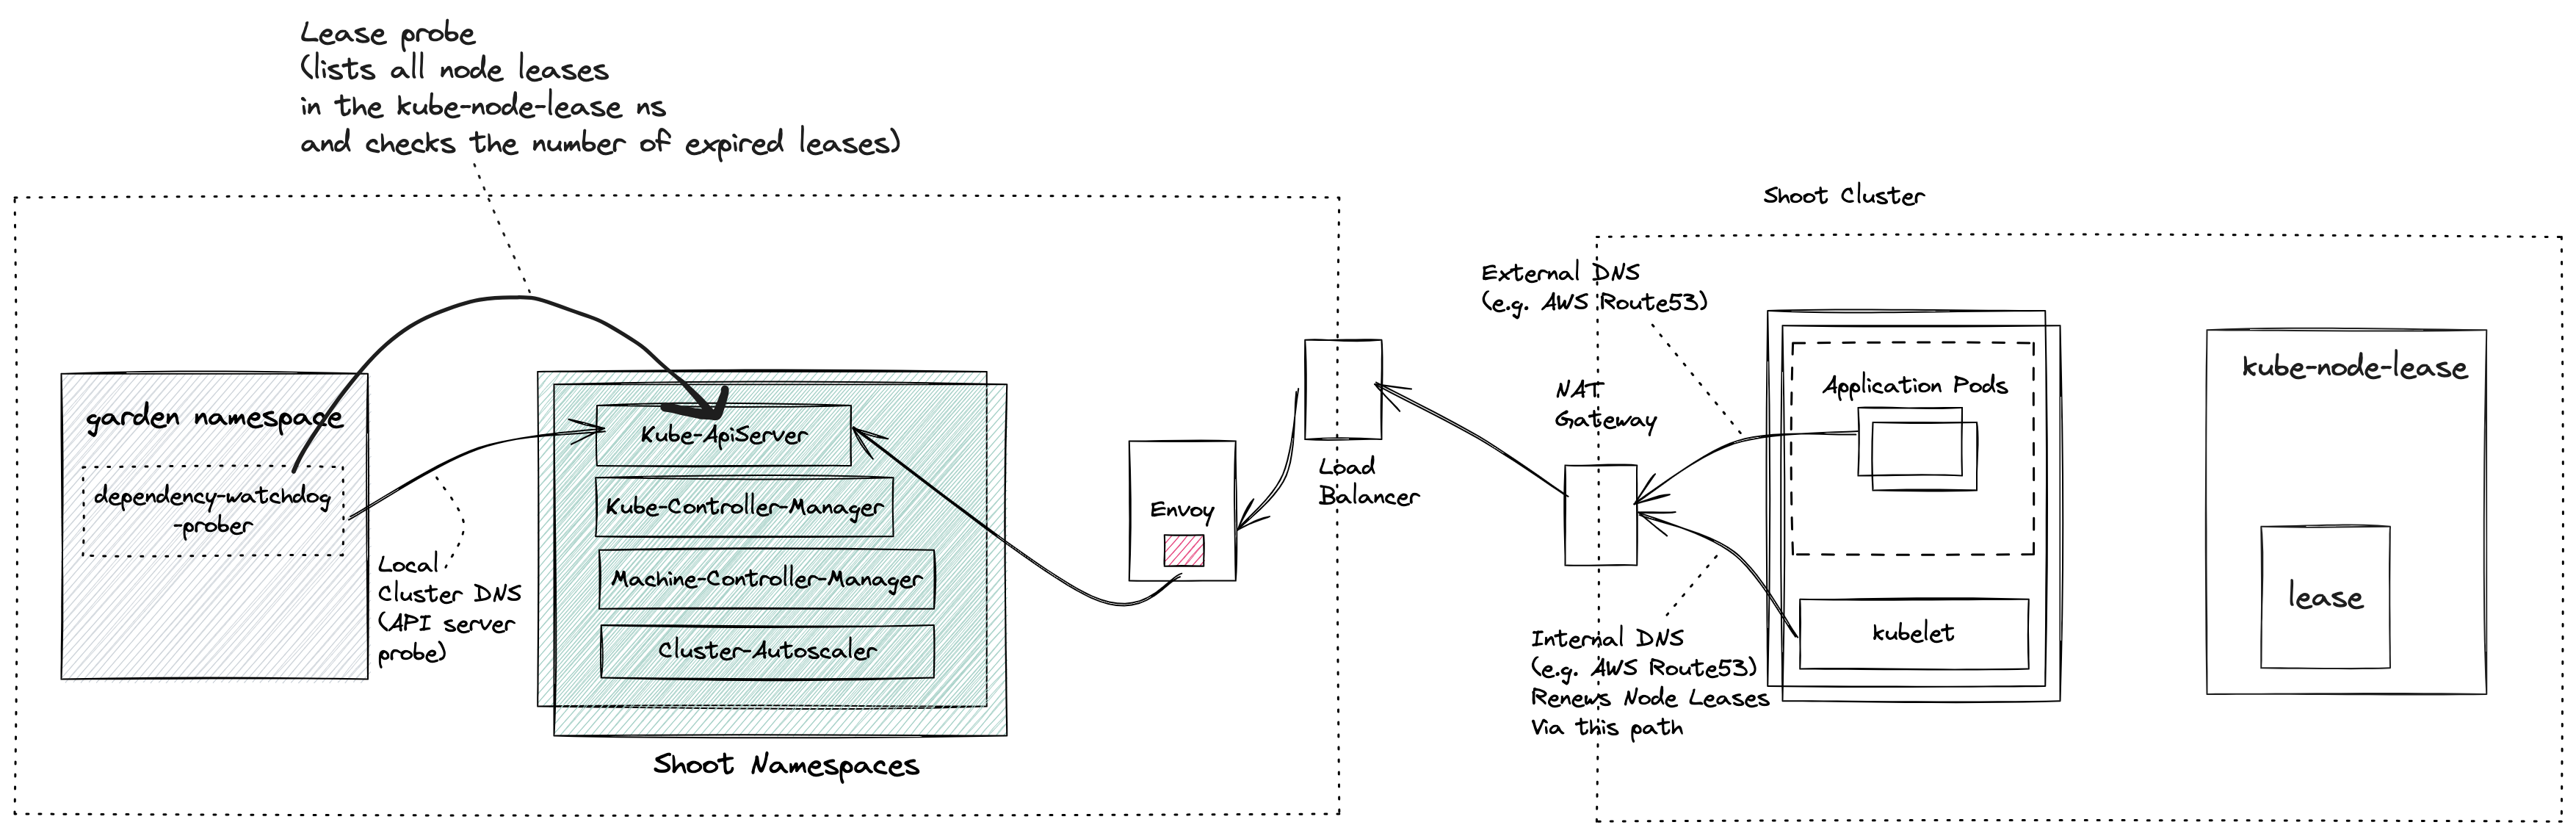 Lease probe
(lists all node leases
in the kube-node-lease ns
and checks the number of expired leases)
garden namespace
dependency-watchdog
-prober
Local
Cluster DNS
(API server
probe)
Kube-ApiServer
Kube-Controller-Manager
Machine-Controller-Manager
Cluster-Autoscaler
Shoot Namespaces
Envoy
Load
Balancer
Shoot Cluster
External DNS
(e.g. AWS Route53)
NAT
Gateway
Internal DNS
(e.g. AWS Route53)
Renews Node Leases
Via this path
Application Pods
kubelet
kube-node-lease
lease